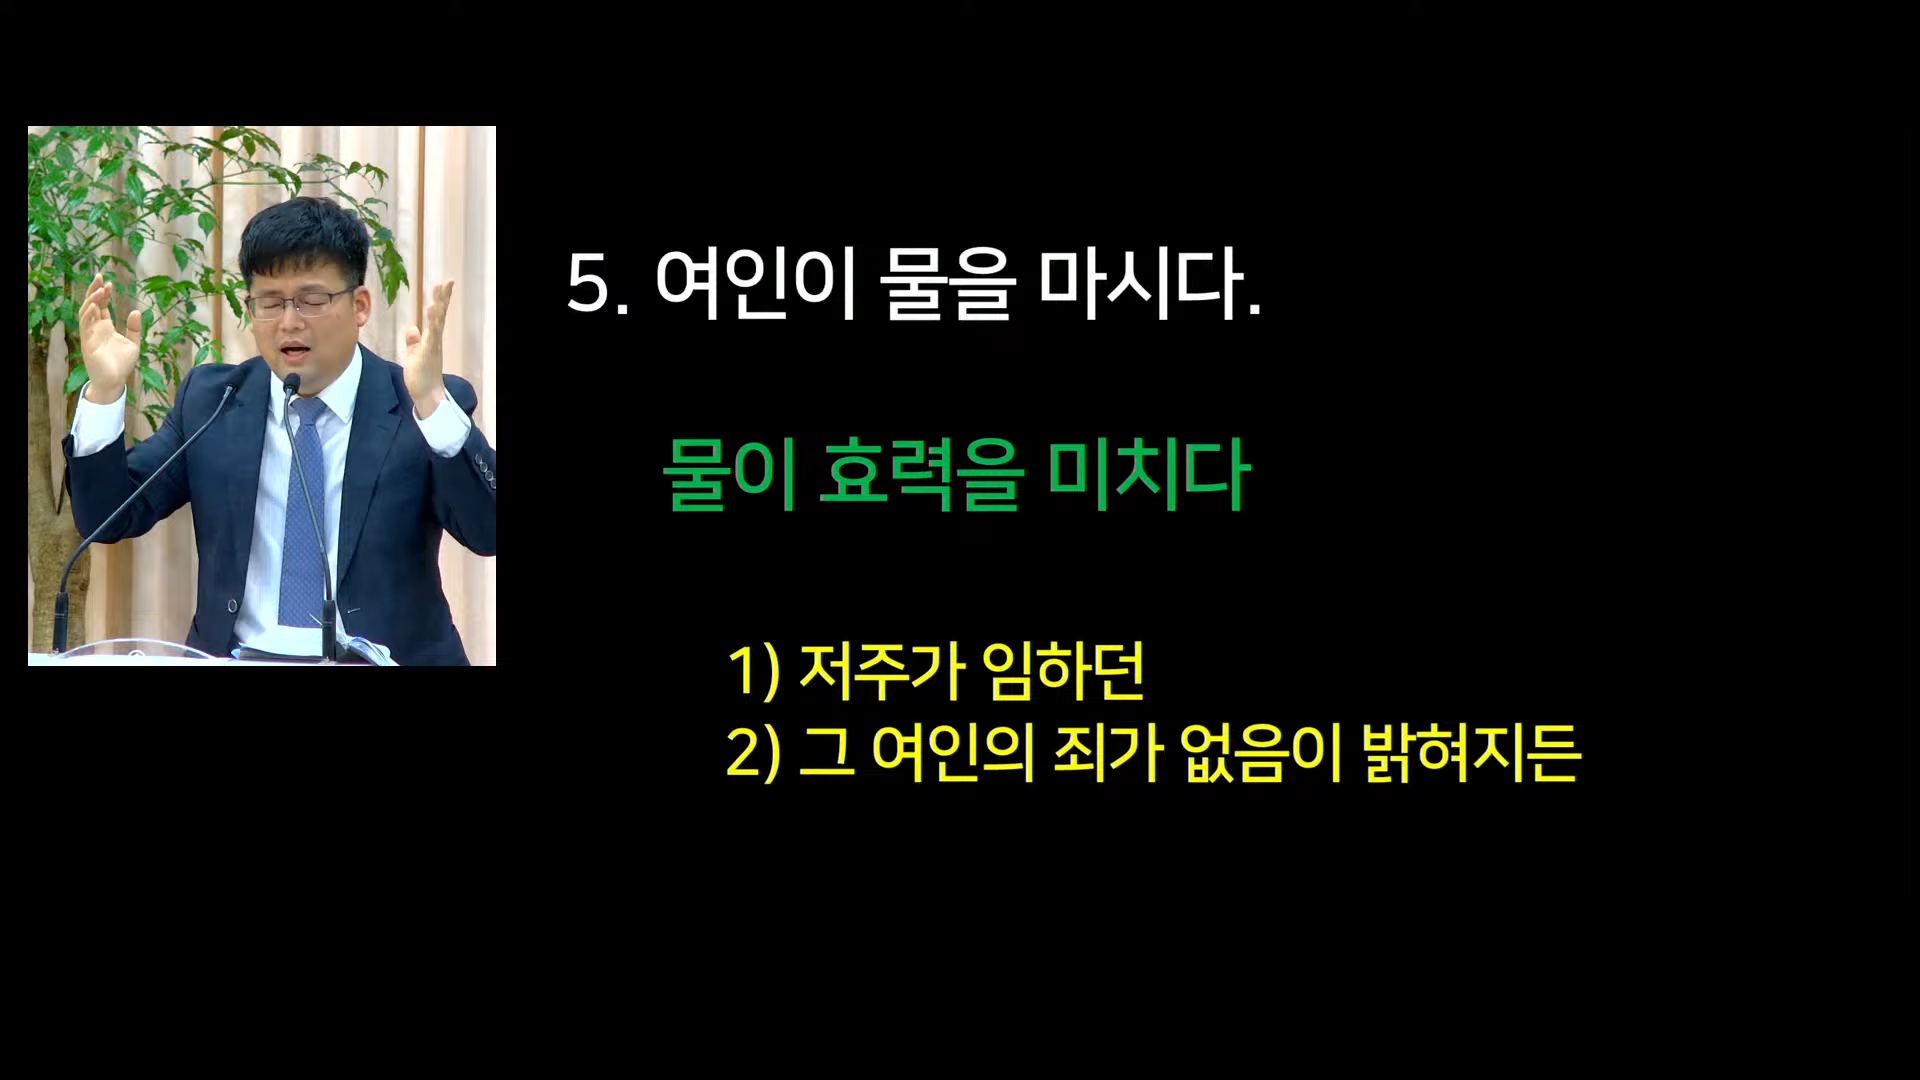 5. 여인이 물을 마시다.
물이 효력을 미치다
1) 저주가 임하던
2) 그 여인의 죄가 없음이 밝혀지든